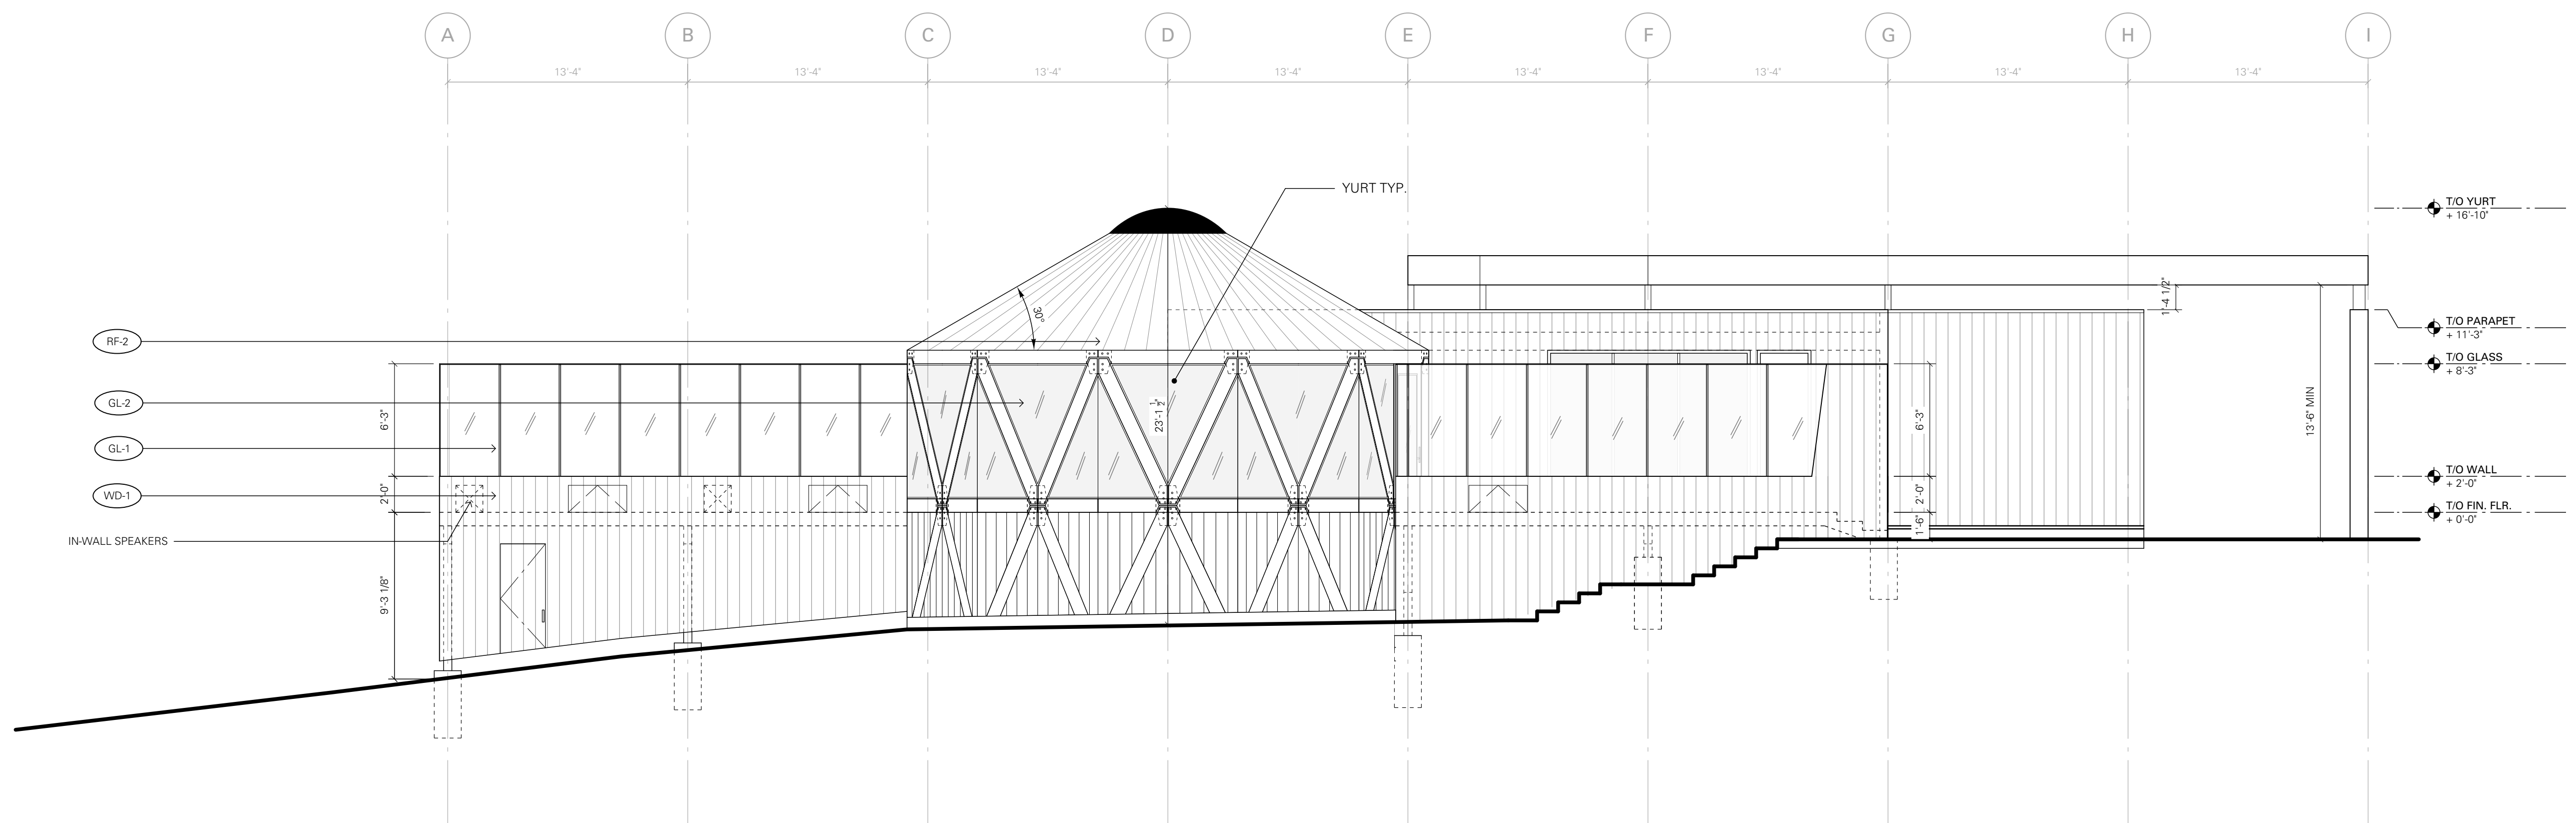 A B C D E F G H I
13'-4" 13'-4" 13'-4" 13'-4" 13'-4" 13'-4" 13'-4" 13'-4"
YURT TYP.
T/O YURT
+ 16'-10"
1'-4 1/2"
30°
T/O PARAPET
+ 11'-3"
RF-2
T/O GLASS
+ 8'-3"
GL-2
6'-3"
23'-1 1/2"
6'-3"
13'-6" MIN
GL-1
T/O WALL
+ 2'-0"
WD-1
2'-0"
2'-0"
T/O FIN. FLR.
+ 0'-0"
1'-6"
IN-WALL SPEAKERS
9'-3 1/8"